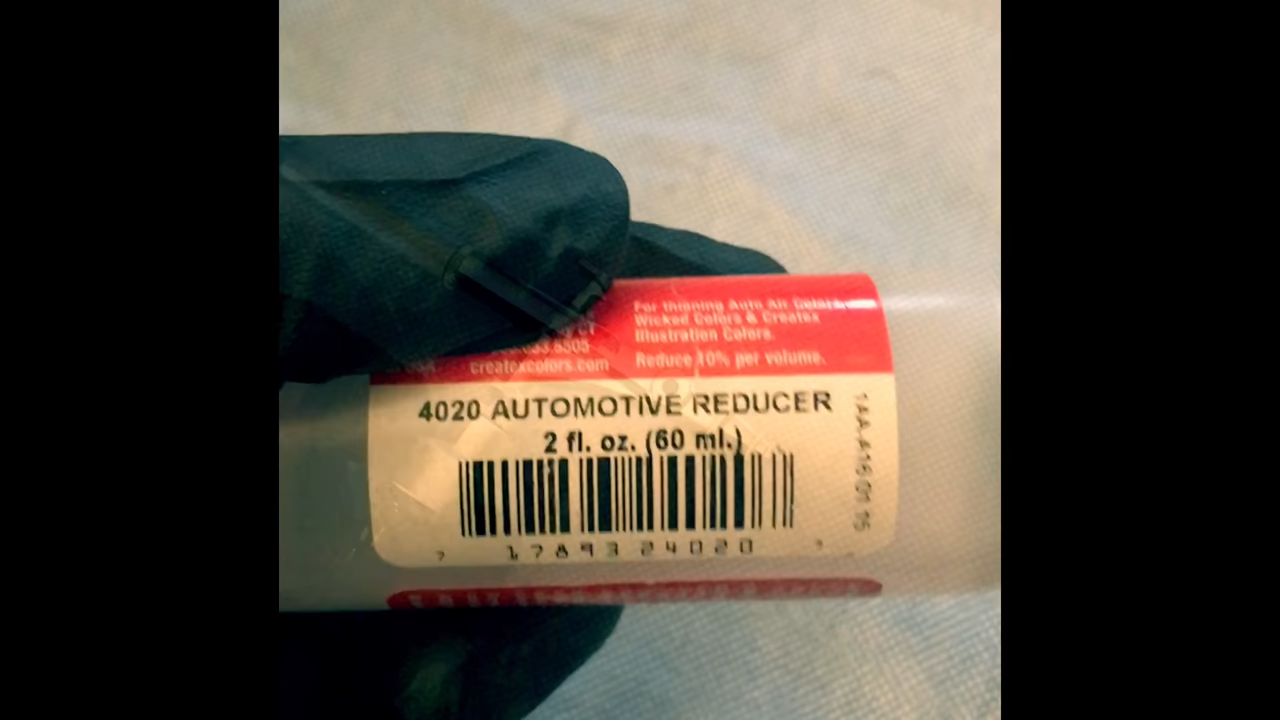 For thinning Auto Air Colors,
Wicked Colors & Createx
Illustration Colors.
Reduce 10% per volume.
CT
createxcolors.com
4020 AUTOMOTIVE REDUCER
2 fl. oz. (60 ml.)
17893 24020